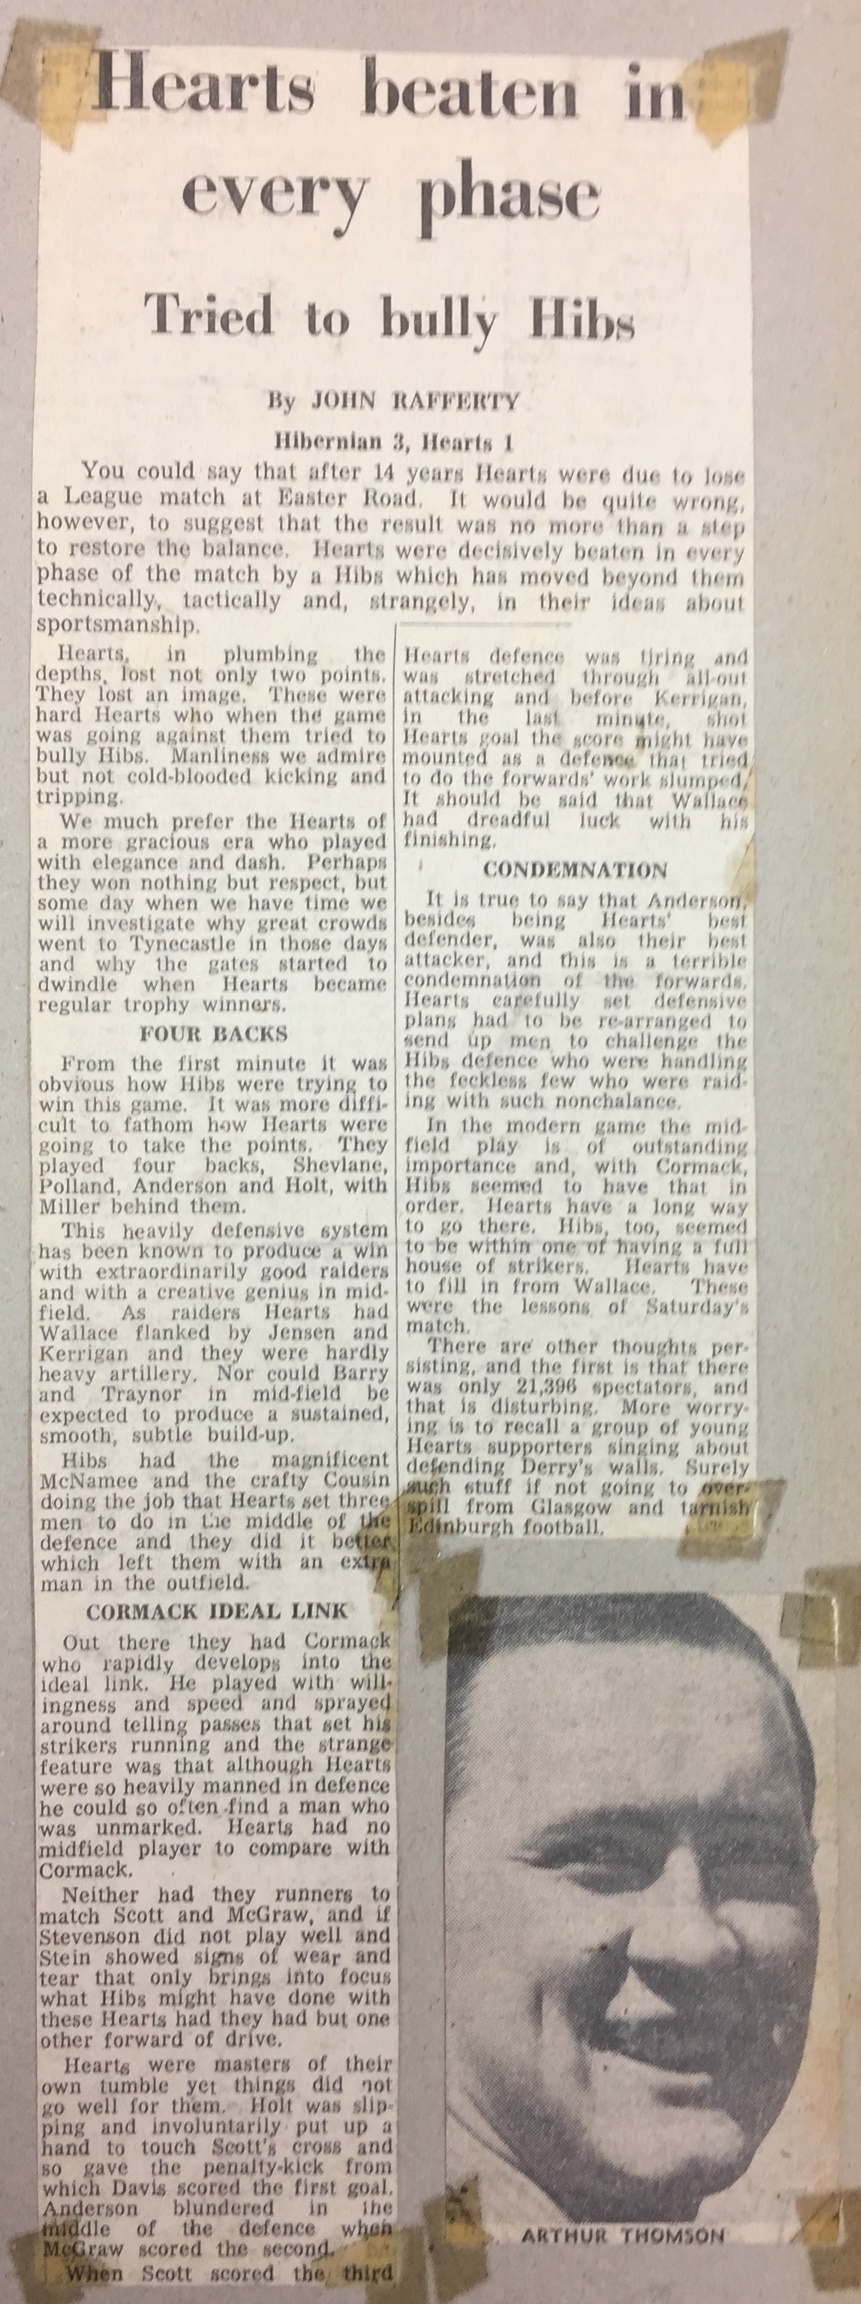 Hearts beaten in
every phase
Tried to bully Hibs
By JOHN RAFFERTY
Hibernian 3, Hearts 1
You could say that after 14 years Hearts were due to lose
a League match at Easter Road. It would be quite wrong,
however, to suggest that the result was no more than a step
to restore the balance. Hearts were decisively beaten in every
phase of the match by a Hibs which has moved beyond them
technically, tactically and, strangely, in their ideas about
sportsmanship.
Hearts, in plumbing the
depths, lost not only two points.
They lost an image. These were
hard Hearts who when the game
was going against them tried to
bully Hibs. Manliness we admire
but not cold-blooded kicking and
tripping.
We much prefer the Hearts of
a more gracious era who played
with elegance and dash. Perhaps
they won nothing but respect, but
some day when we have time we
will investigate why great crowds
went to Tynecastle in those days
and why the gates started to
dwindle when Hearts became
regular trophy winners.
FOUR BACKS
From the first minute it was
obvious how Hibs were trying to
win this game. It was more diffi-
cult to fathom how Hearts were
going to take the points. They
played four backs, Shevlane,
Polland, Anderson and Holt, with
Miller behind them.
This heavily defensive system
has been known to produce a win
with extraordinarily good raiders
and with a creative genius in mid-
field. As raiders Hearts had
Wallace flanked by Jensen and
Kerrigan and they were hardly
heavy artillery. Nor could Barry
and Traynor in mid-field be
expected to produce a sustained,
smooth, subtle build-up.
Hibs had the magnificent
McNamee and the crafty Cousin
doing the job that Hearts set three
men to do in the middle of the
defence and they did it better
which left them with an extra
man in the outfield.
CORMACK IDEAL LINK
Out there they had Cormack
who rapidly develops into the
ideal link. He played with will-
ingness and speed and sprayed
around telling passes that set his
strikers running and the strange
feature was that although Hearts
were so heavily manned in defence
he could so often find a man who
was unmarked. Hearts had no
midfield player to compare with
Cormack.
Neither had they runners to
match Scott and McGraw, and if
Stevenson did not play well and
Stein showed signs of wear and
tear that only brings into focus
what Hibs might have done with
these Hearts had they had but one
other forward of drive.
Hearts were masters of their
own tumble yet things did not
go well for them. Holt was slip-
ping and involuntarily put up a
hand to touch Scott's cross and
so gave the penalty-kick from
which Davis scored the first goal.
Anderson blundered in the
middle of the defence when
McGraw scored the second.
When Scott scored the third
Hearts defence was tiring and
was stretched through all-out
attacking and before Kerrigan,
in the last minute, shot
Hearts goal the score might have
mounted as a defence that tried
to do the forwards' work slumped.
It should be said that Wallace
had dreadful luck with his
finishing.
CONDEMNATION
It is true to say that Anderson,
besides being Hearts' best
defender, was also their best
attacker, and this is a terrible
condemnation of the forwards.
Hearts carefully set defensive
plans had to be re-arranged to
send up men to challenge the
Hibs defence who were handling
the feckless few who were raid-
ing with such nonchalance.
In the modern game the mid-
field play is of outstanding
importance and, with Cormack,
Hibs seemed to have that in
order. Hearts have a long way
to go there. Hibs, too, seemed
to be within one of having a full
house of strikers. Hearts have
to fill in from Wallace. These
were the lessons of Saturday's
match.
There are other thoughts per-
sisting, and the first is that there
was only 21,396 spectators, and
that is disturbing. More worry-
ing is to recall a group of young
Hearts supporters singing about
defending Derry's walls. Surely
such stuff if not going to over-
spill from Glasgow and tarnish
Edinburgh football.
ARTHUR THOMSON